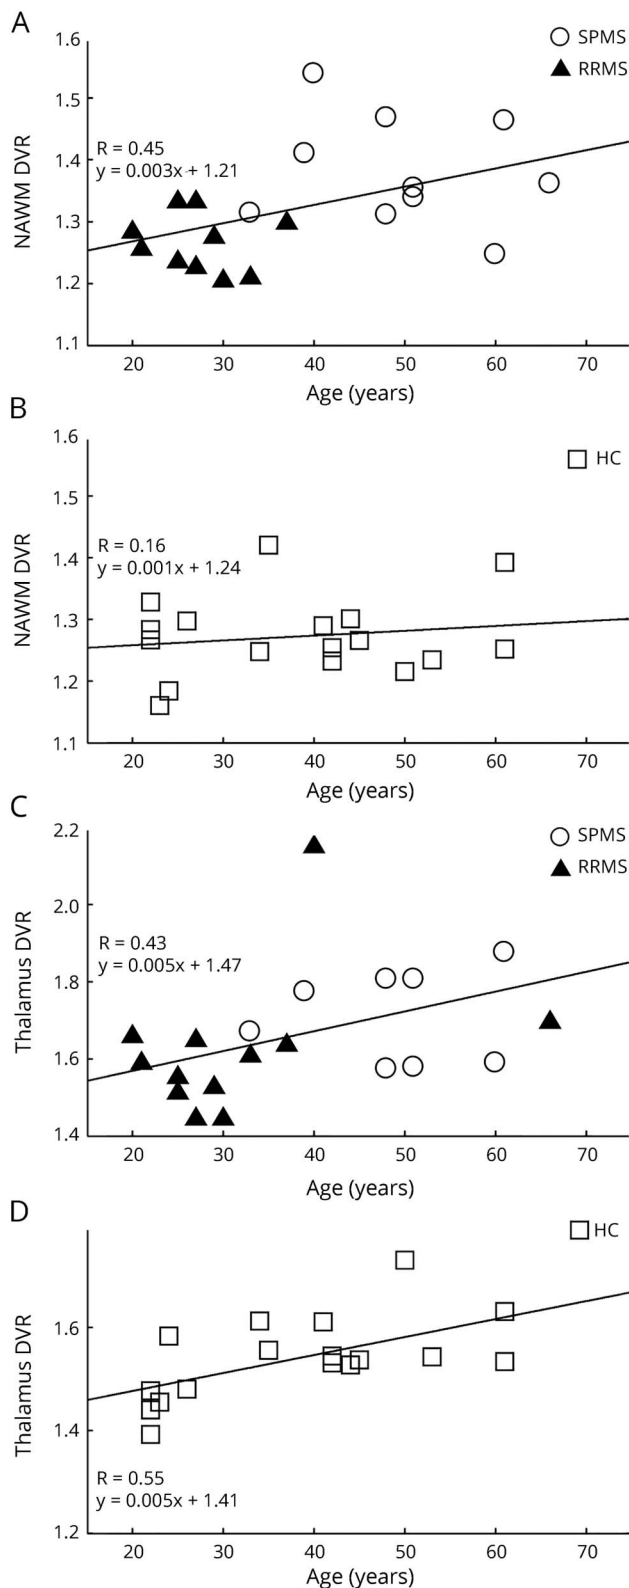 A
1.6
SPMS
RRMS
1.5
1.4
R = 0.45
y = 0.003x + 1.21
1.3
1.2
1.1
NAWM DVR
20 30 40 50 60 70
Age (years)
B
1.6
HC
1.5
1.4
R = 0.16
y = 0.001x + 1.24
1.3
1.2
1.1
NAWM DVR
20 30 40 50 60 70
Age (years)
C
2.2
SPMS
RRMS
2.0
R = 0.43
y = 0.005x + 1.47
1.8
1.6
1.4
Thalamus DVR
20 30 40 50 60 70
Age (years)
D
HC
1.6
1.4
R = 0.55
y = 0.005x + 1.41
1.2
Thalamus DVR
20 30 40 50 60 70
Age (years)